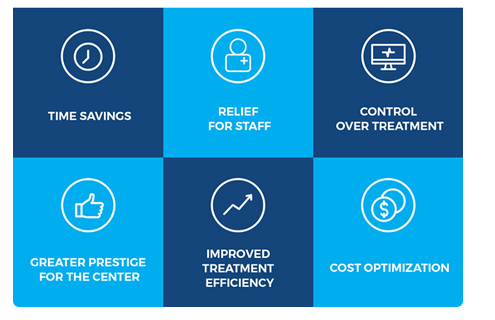 TIME SAVINGS
RELIEF
FOR STAFF
CONTROL
OVER TREATMENT
GREATER PRESTIGE
FOR THE CENTER
IMPROVED
TREATMENT
EFFICIENCY
COST OPTIMIZATION